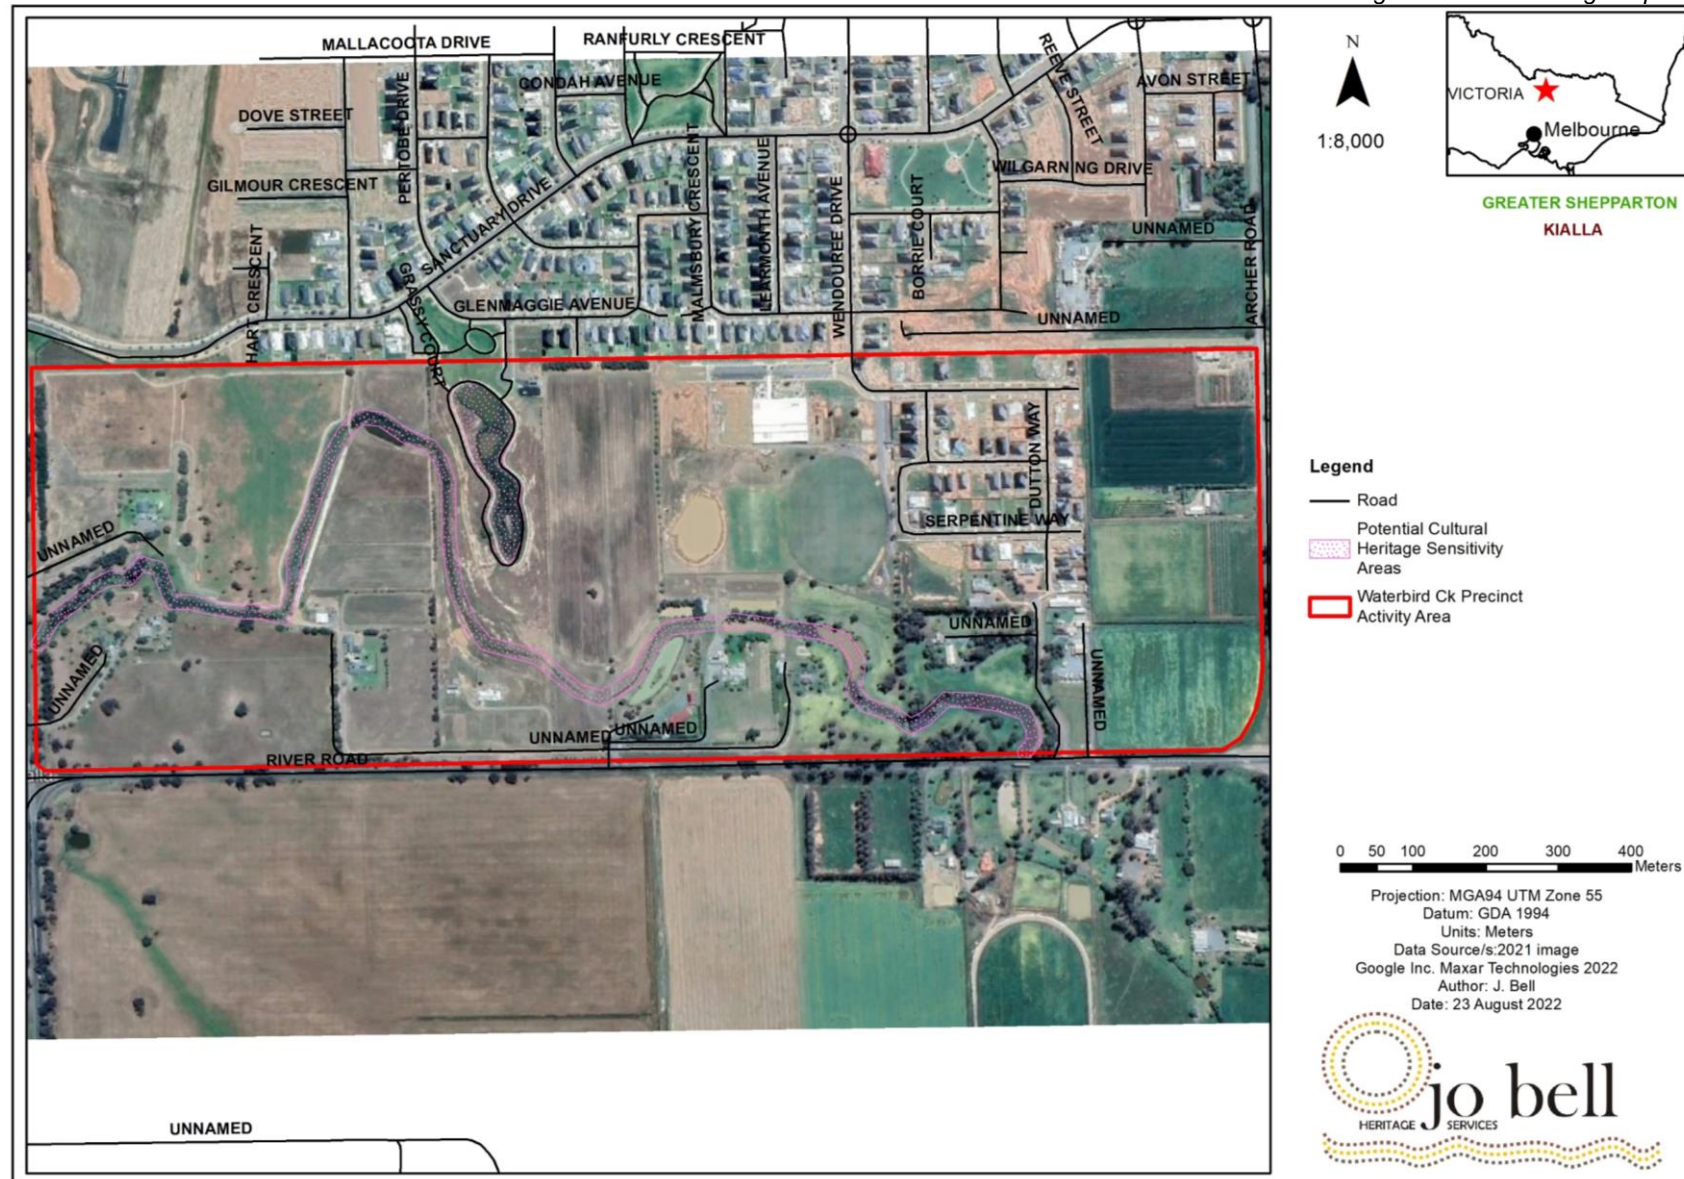 MALLACOOTA DRIVE
RANFURLY CRESCENT
CONDAH AVENUE
REEVE STREET
AVON STREET
DOVE STREET
PERTOBE DRIVE
GILMOUR CRESCENT
SANCTUARY DRIVE
MALMSBURY CRESCENT
LEARMONTH AVENUE
WENDOUREE DRIVE
BORRIE COURT
WILGARNING DRIVE
UNNAMED
ARCHER ROAD
HART CRESCENT
GRASSY COURT
GLENMAGGIE AVENUE
UNNAMED
DUTTON WAY
SERPENTINE WAY
UNNAMED
UNNAMED
UNNAMED
UNNAMED
UNNAMED
UNNAMED
RIVER ROAD
UNNAMED
N
1:8,000
VICTORIA
Melbourne
GREATER SHEPPARTON
KIALLA
Legend
Road
Potential Cultural
Heritage Sensitivity
Areas
Waterbird Ck Precinct
Activity Area
0 50 100 200 300 400
Meters
Projection: MGA94 UTM Zone 55
Datum: GDA 1994
Units: Meters
Data Source/s:2021 image
Google Inc. Maxar Technologies 2022
Author: J. Bell
Date: 23 August 2022
jo bell
HERITAGE SERVICES